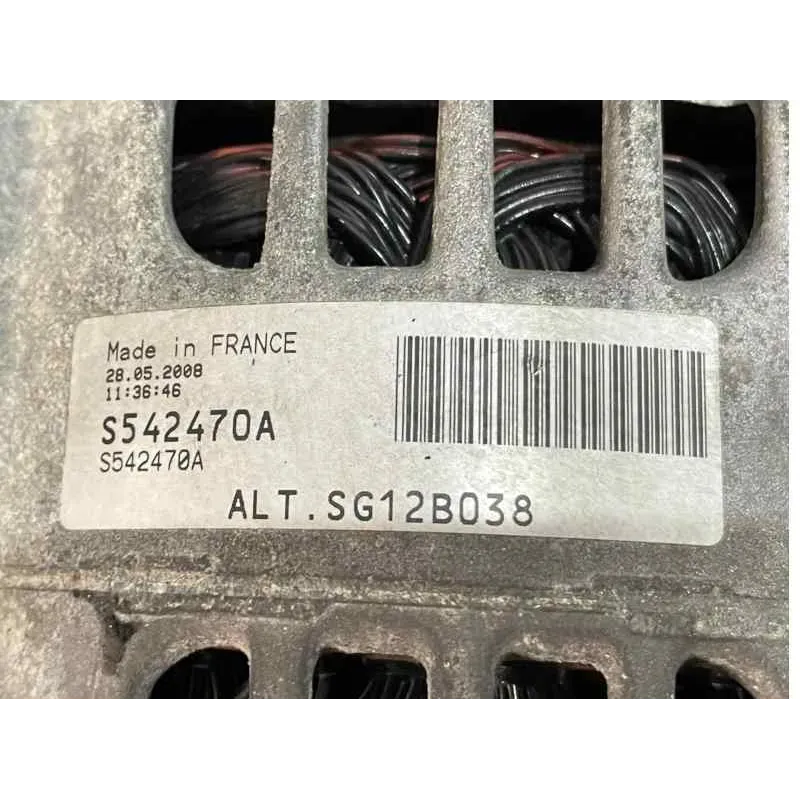 Made in FRANCE
28.05.2008
11:36:46
S542470A
S542470A
ALT.SG12B038